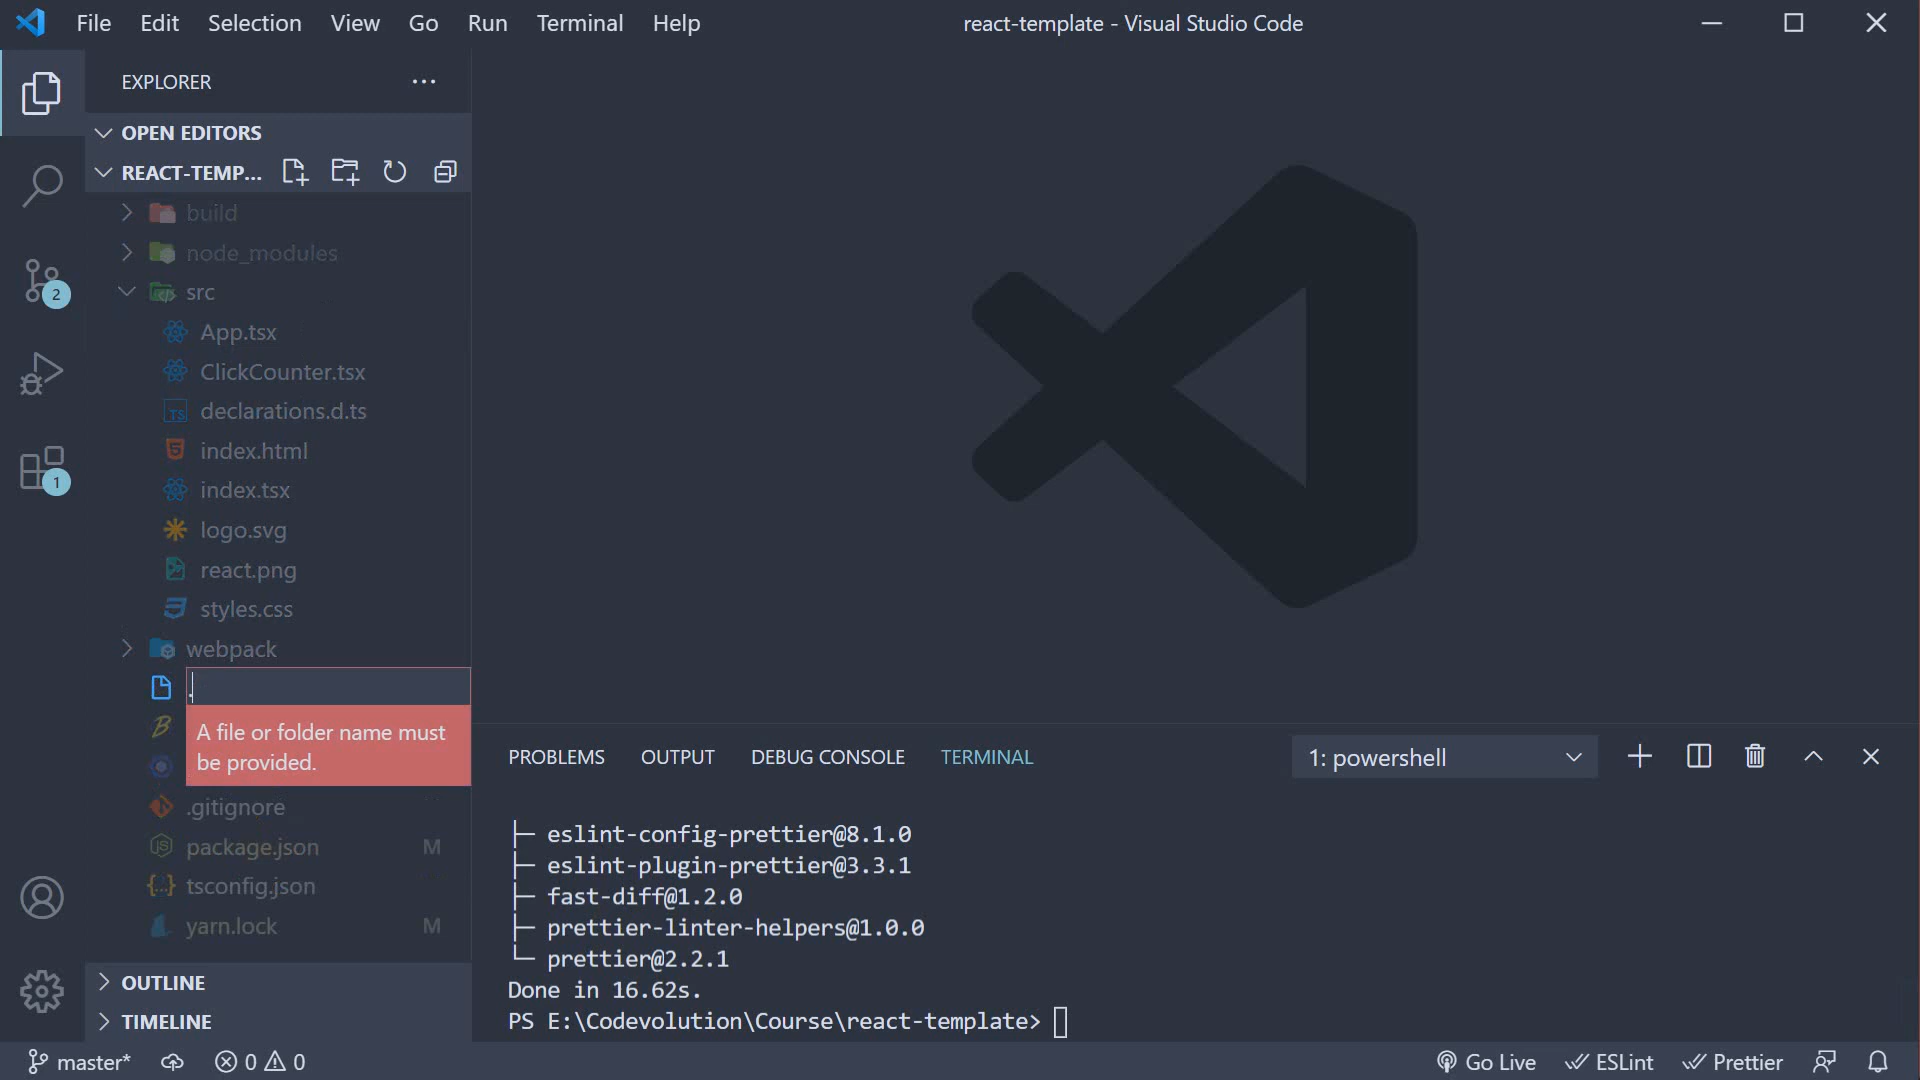 File Edit Selection View Go Run Terminal Help
react-template - Visual Studio Code
EXPLORER
OPEN EDITORS
REACT-TEMP...
build
node_modules
src
App.tsx
ClickCounter.tsx
TS declarations.d.ts
index.html
index.tsx
logo.svg
react.png
styles.css
webpack
.
A file or folder name must
be provided.
.gitignore
package.json M
tsconfig.json
yarn.lock M
OUTLINE
TIMELINE
2
1
PROBLEMS OUTPUT DEBUG CONSOLE TERMINAL
1: powershell
├─ eslint-config-prettier@8.1.0
├─ eslint-plugin-prettier@3.3.1
├─ fast-diff@1.2.0
├─ prettier-linter-helpers@1.0.0
└─ prettier@2.2.1
Done in 16.62s.
PS E:\Codevolution\Course\react-template>
master* 0 0
Go Live ESLint Prettier